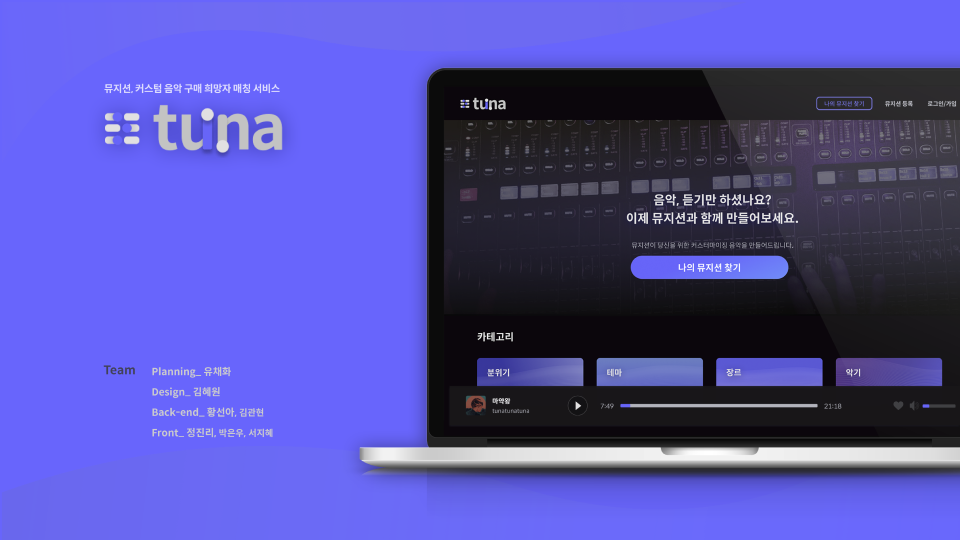 뮤지션, 커스텀 음악 구매 희망자 매칭 서비스
tuna
Team
Planning_ 유채화
Design_ 김혜원
Back-end_ 황선아, 김관현
Front_ 정진리, 박은우, 서지혜
tuna
나의 뮤지션 찾기
뮤지션 등록
로그인/가입
음악, 듣기만 하셨나요?
이제 뮤지션과 함께 만들어보세요.
뮤지션이 당신을 위한 커스터마이징 음악을 만들어드립니다.
나의 뮤지션 찾기
카테고리
분위기
테마
장르
악기
마약왕
tunatunatuna
7:49
21:18